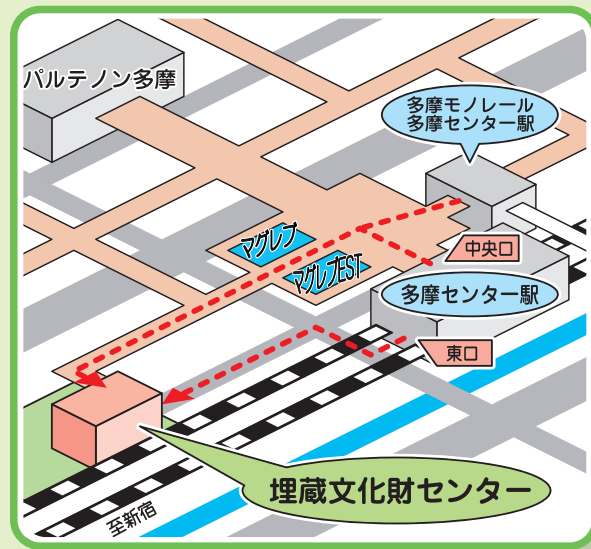 パルテノン多摩
多摩モノレール
多摩センター駅
マグレブ
マグレブEST
中央口
多摩センター駅
東口
埋蔵文化財センター
至新宿